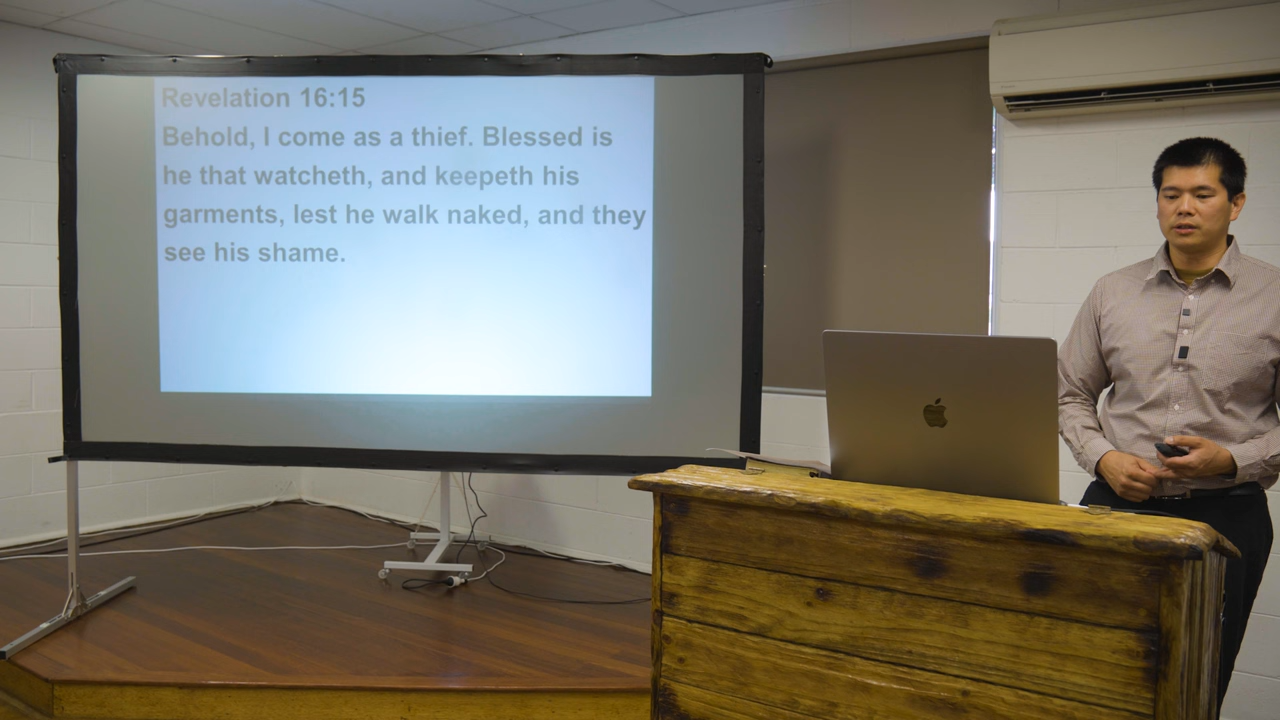 Revelation 16:15
Behold, I come as a thief. Blessed is
he that watcheth, and keepeth his
garments, lest he walk naked, and they
see his shame.